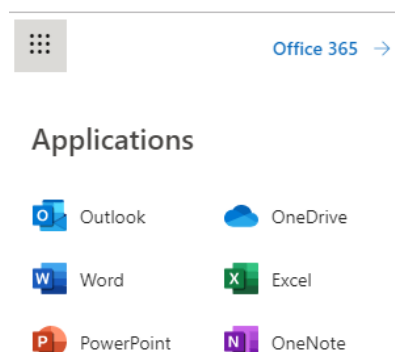 Office 365 →
Applications
Outlook OneDrive
Word Excel
PowerPoint OneNote